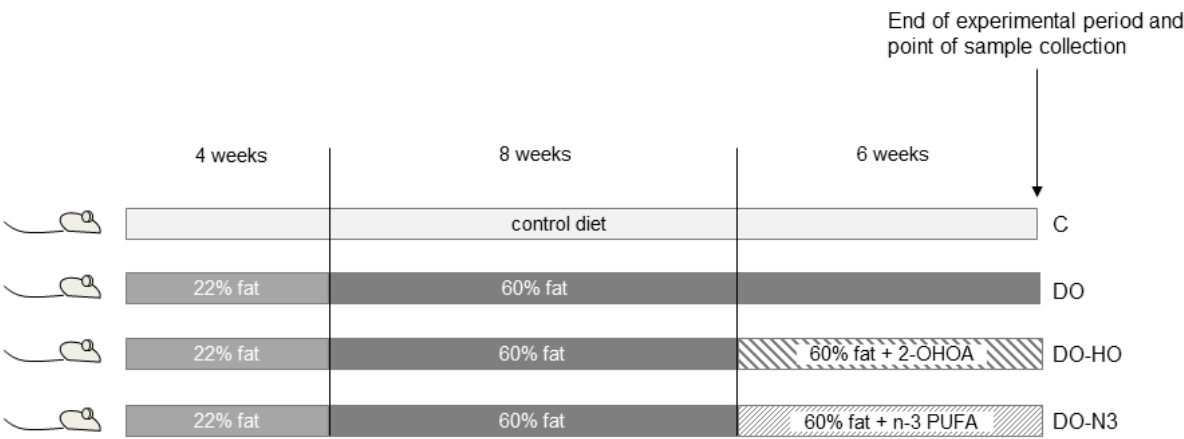 End of experimental period and
point of sample collection
4 weeks
8 weeks
6 weeks
control diet
C
22% fat
60% fat
DO
22% fat
60% fat
60% fat + 2-OHOA
DO-HO
22% fat
60% fat
60% fat + n-3 PUFA
DO-N3